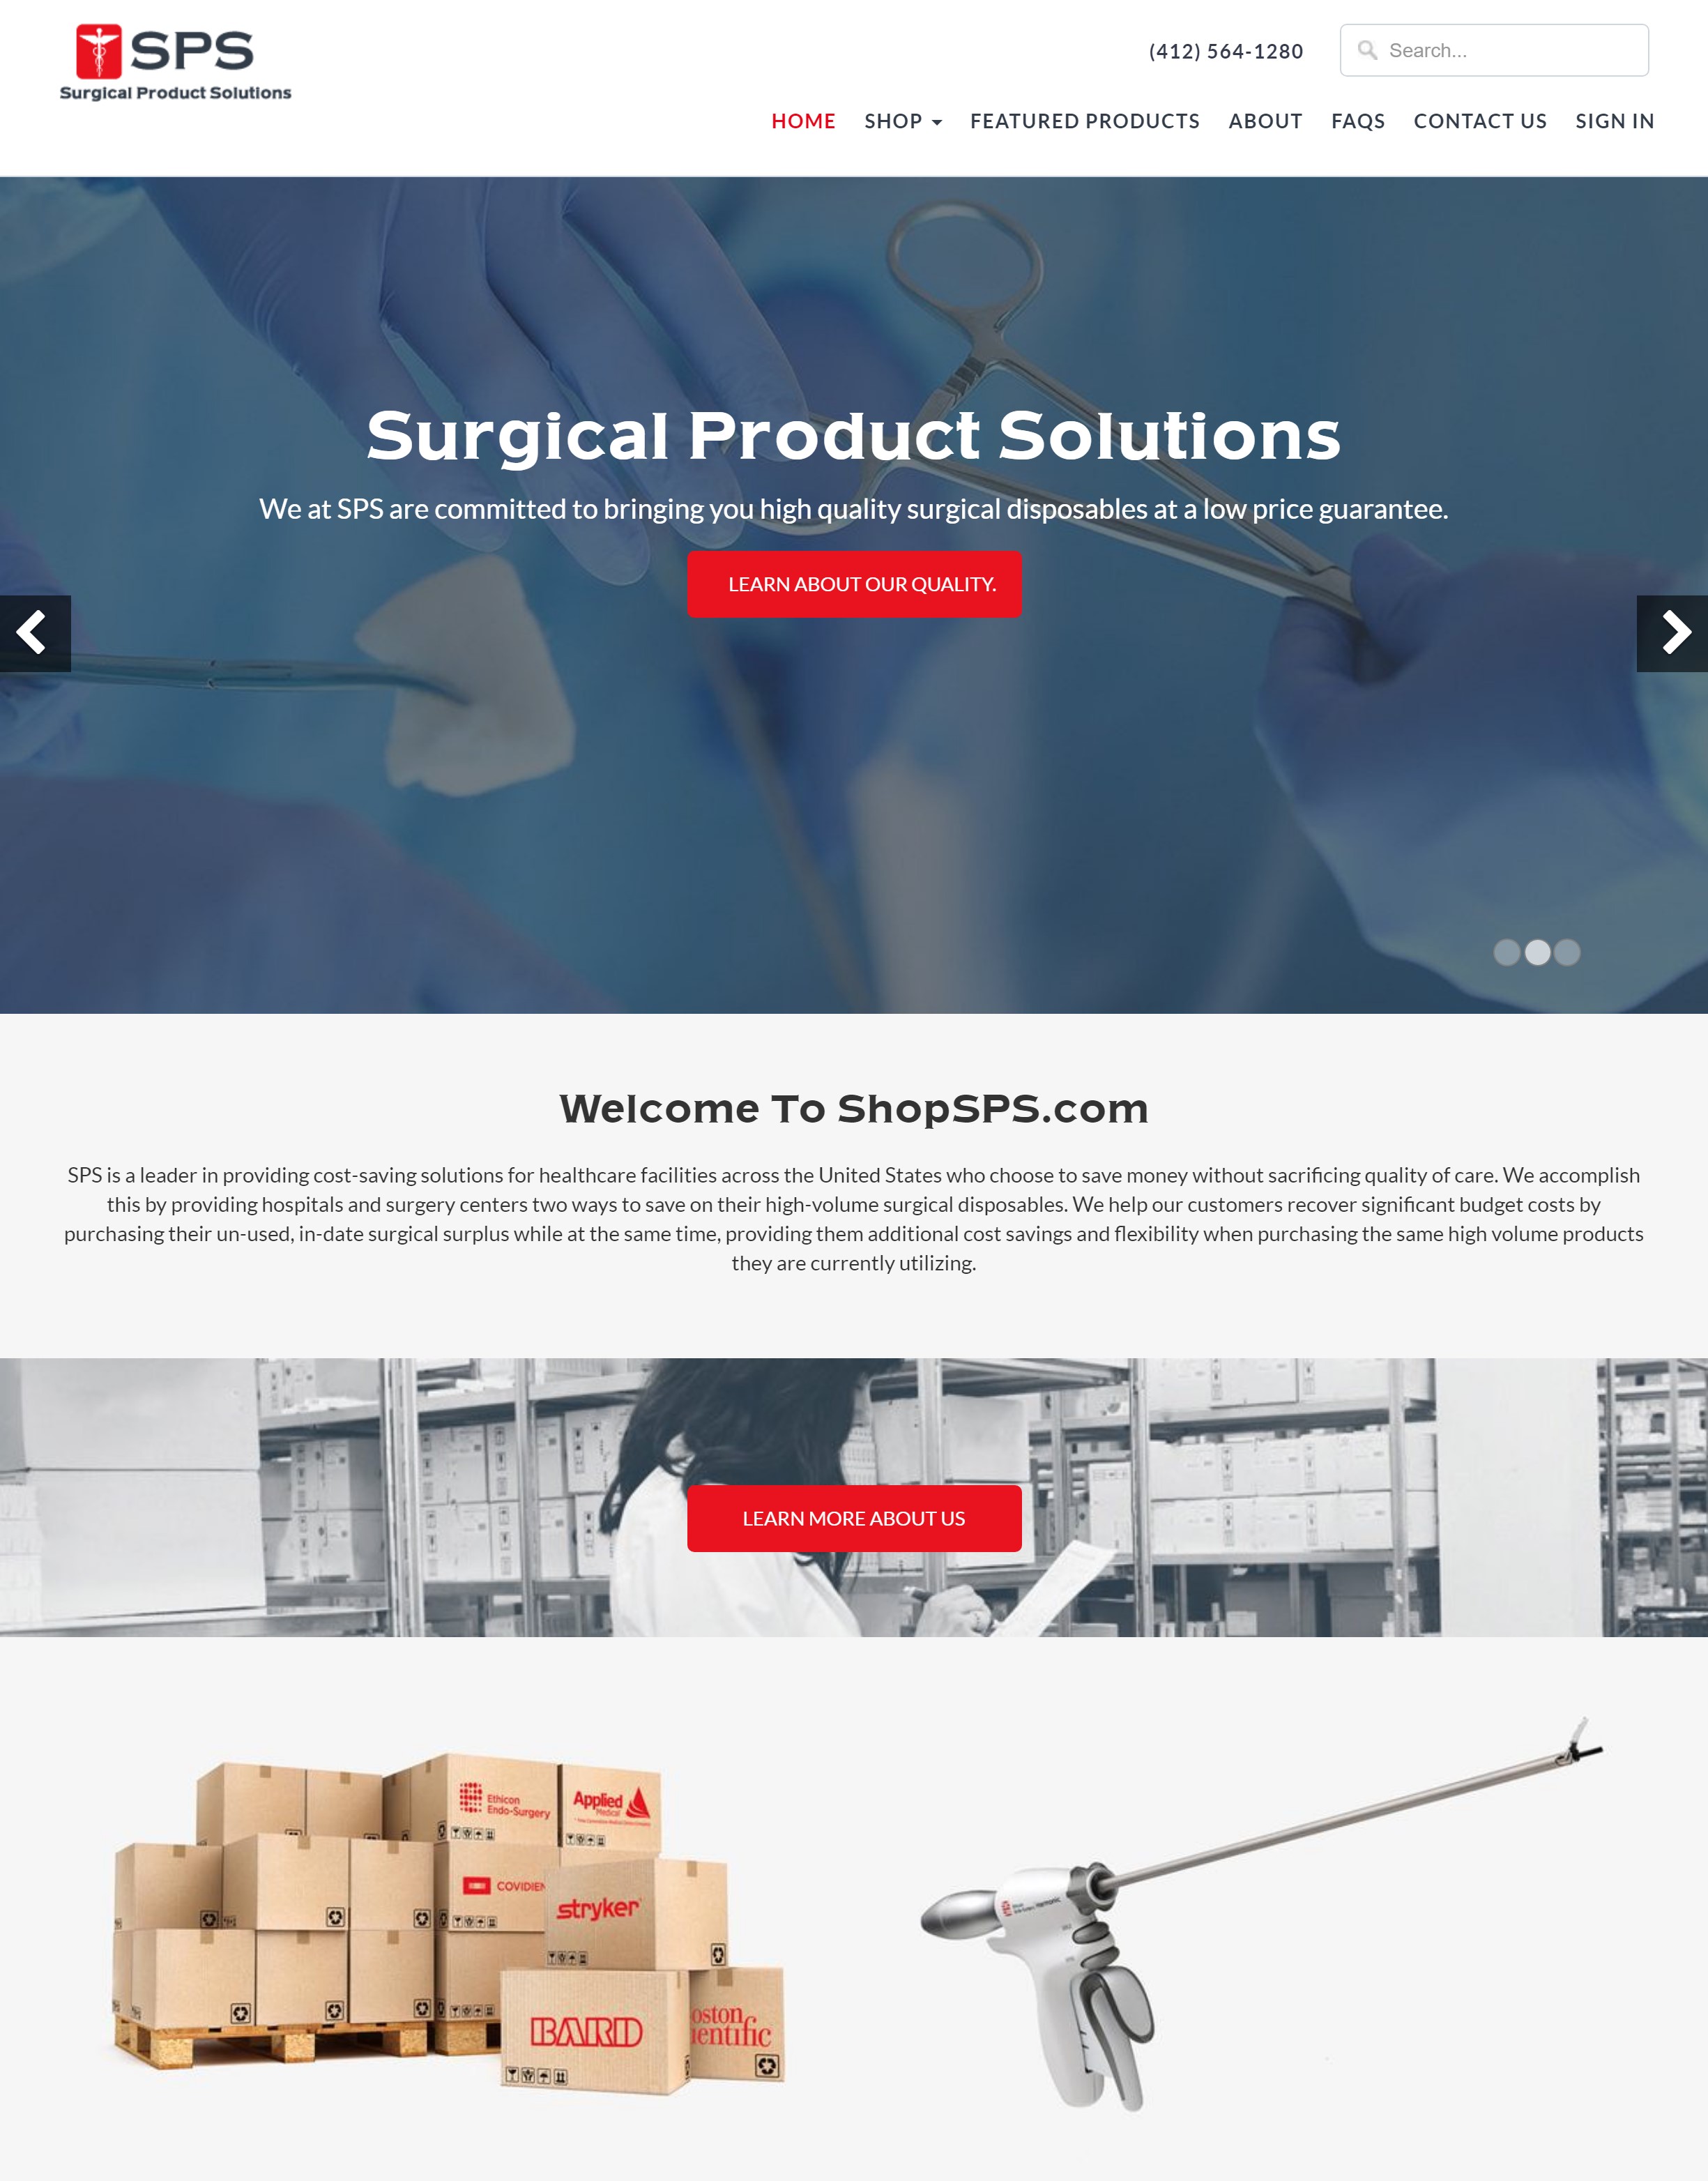 SPS
Surgical Product Solutions
(412) 564-1280
Search...
HOME
SHOP
FEATURED PRODUCTS
ABOUT
FAQS
CONTACT US
SIGN IN
Surgical Product Solutions
We at SPS are committed to bringing you high quality surgical disposables at a low price guarantee.
LEARN ABOUT OUR QUALITY.
Welcome To ShopSPS.com
SPS is a leader in providing cost-saving solutions for healthcare facilities across the United States who choose to save money without sacrificing quality of care. We accomplish
this by providing hospitals and surgery centers two ways to save on their high-volume surgical disposables. We help our customers recover significant budget costs by
purchasing their un-used, in-date surgical surplus while at the same time, providing them additional cost savings and flexibility when purchasing the same high volume products
they are currently utilizing.
LEARN MORE ABOUT US
Ethicon
Endo-Surgery
Applied
Medical
COVIDIEN
stryker
BARD
oston
ientific